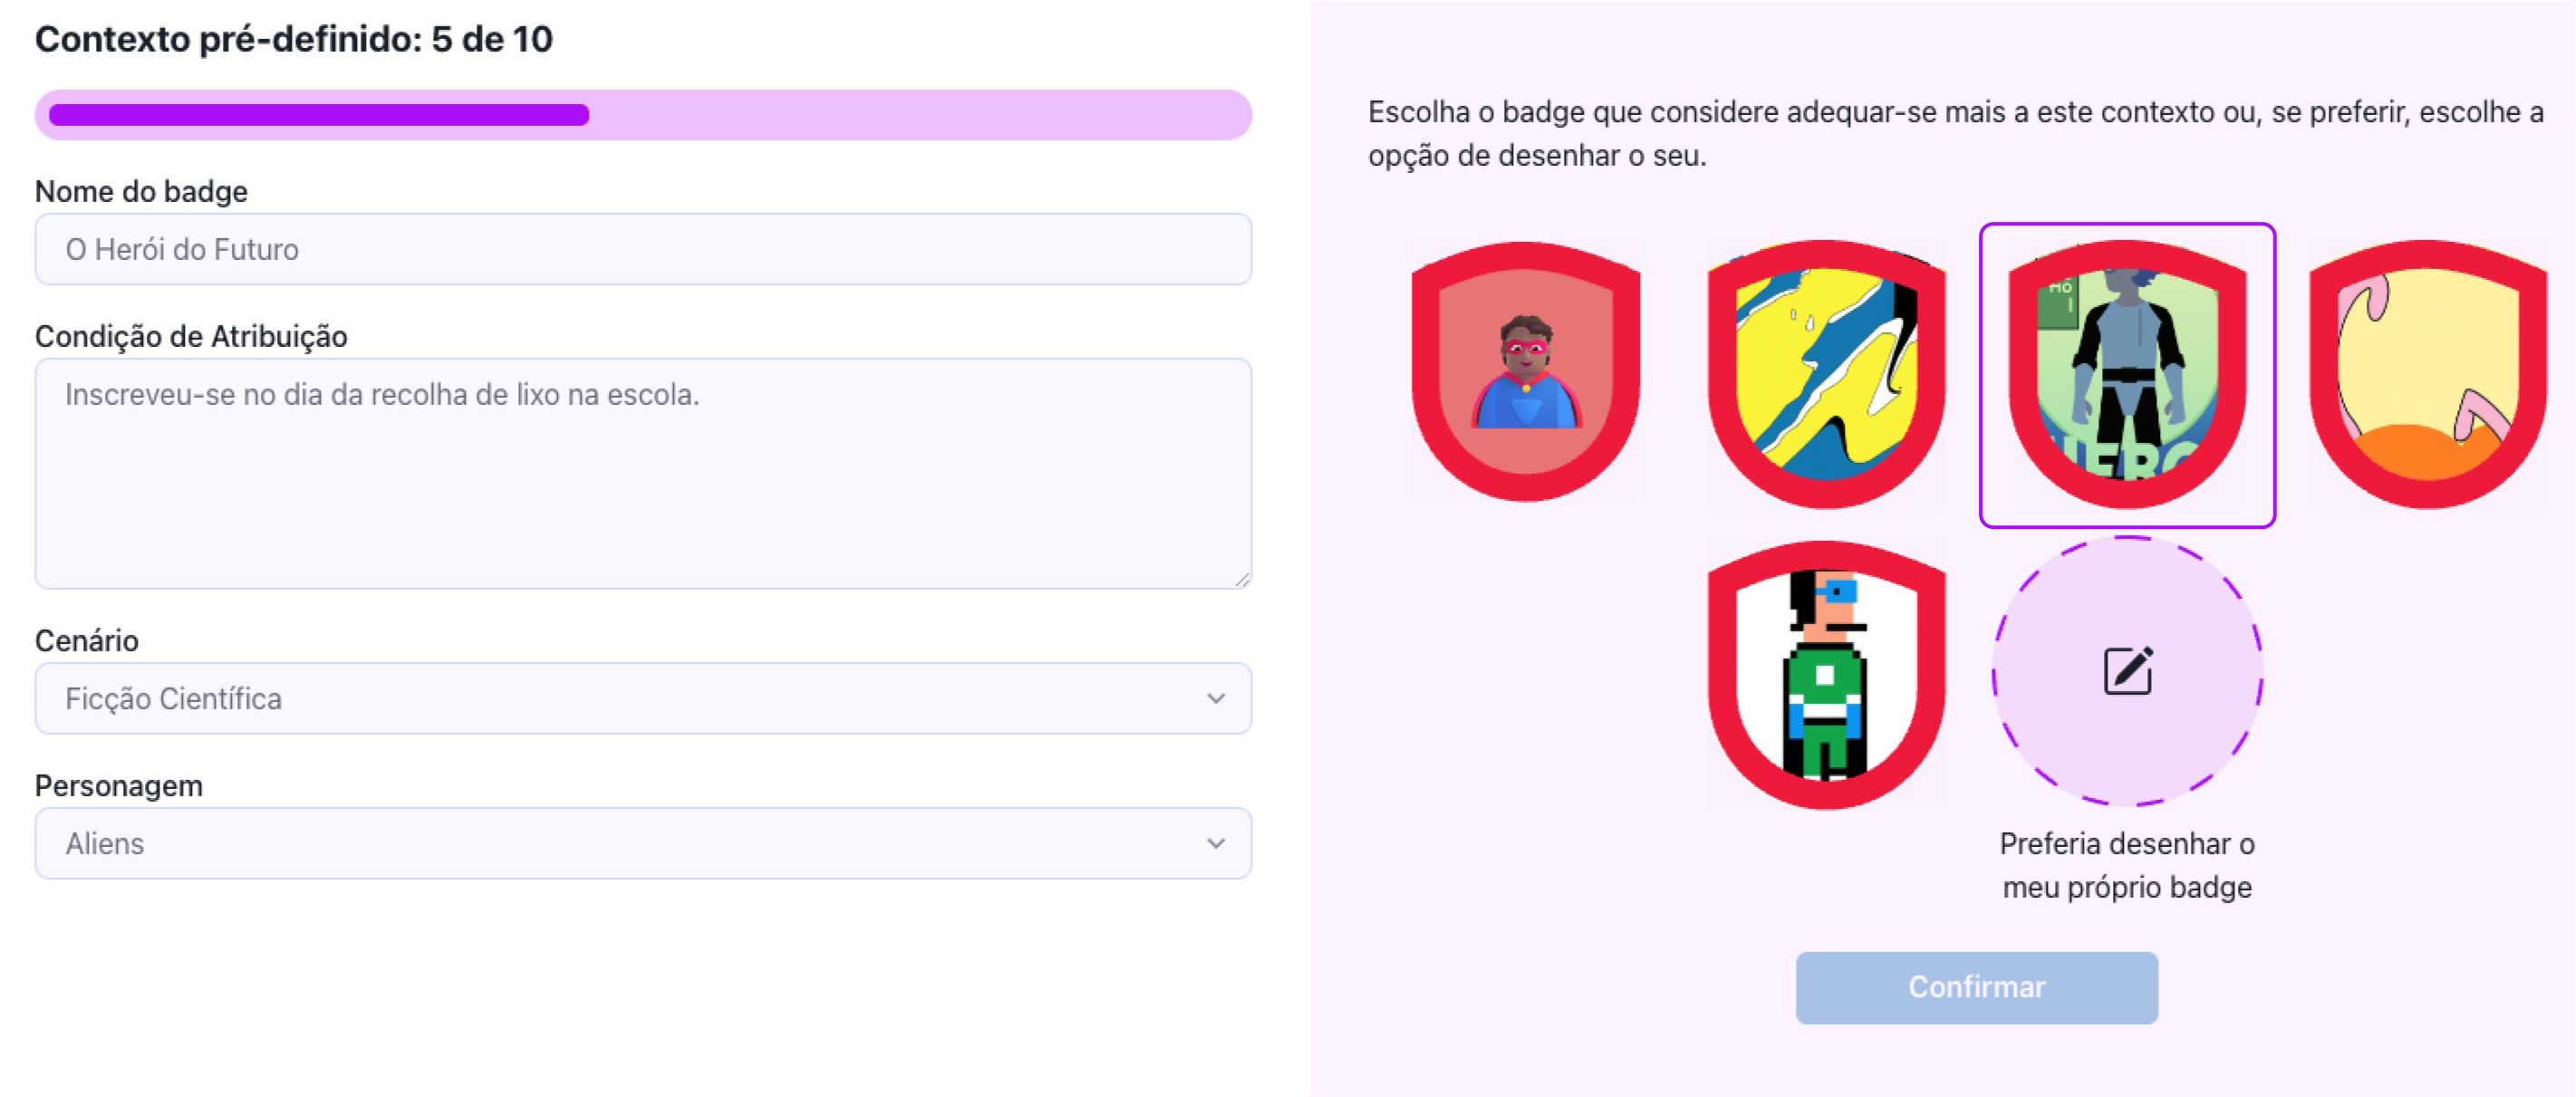 Contexto pré-definido: 5 de 10
Nome do badge
O Herói do Futuro
Condição de Atribuição
Inscreveu-se no dia da recolha de lixo na escola.
Cenário
Ficção Científica
Personagem
Aliens
Escolha o badge que considere adequar-se mais a este contexto ou, se preferir, escolhe a
opção de desenhar o seu.
Preferia desenhar o
meu próprio badge
Confirmar